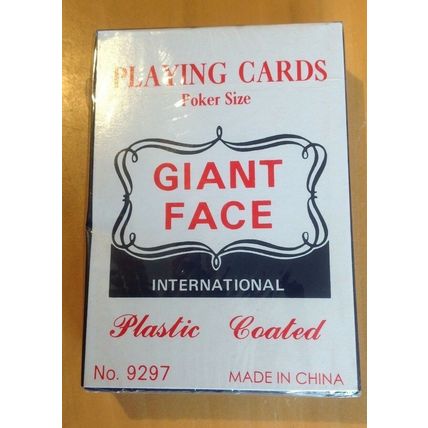 PLAYING CARDS
Poker Size
GIANT
FACE
INTERNATIONAL
Plastic Coated
No. 9297 MADE IN CHINA